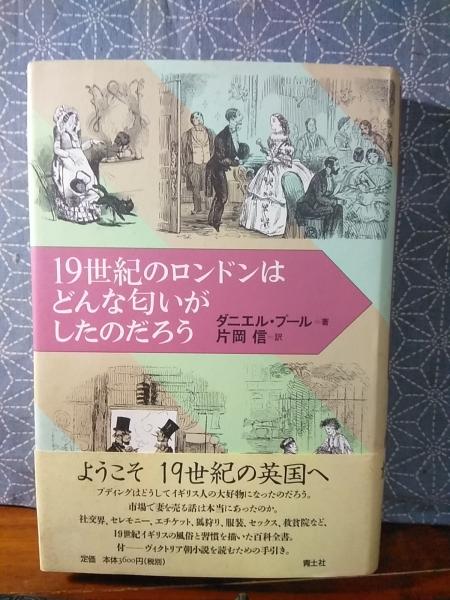 19世紀のロンドンは
どんな匂いが
したのだろう
ダニエル・プール=著
片岡 信=訳
ようこそ 19世紀の英国へ
プディングはどうしてイギリス人の大好物になったのだろう。
市場で妻を売る話は本当にあったのか。
社交界、セレモニー、エチケット、狐狩り、服装、セックス、救貧院など、
19世紀イギリスの風俗と習慣を描いた百科全書。
付——ヴィクトリア朝小説を読むための手引き。
定価 本体3600円(税別)
青土社